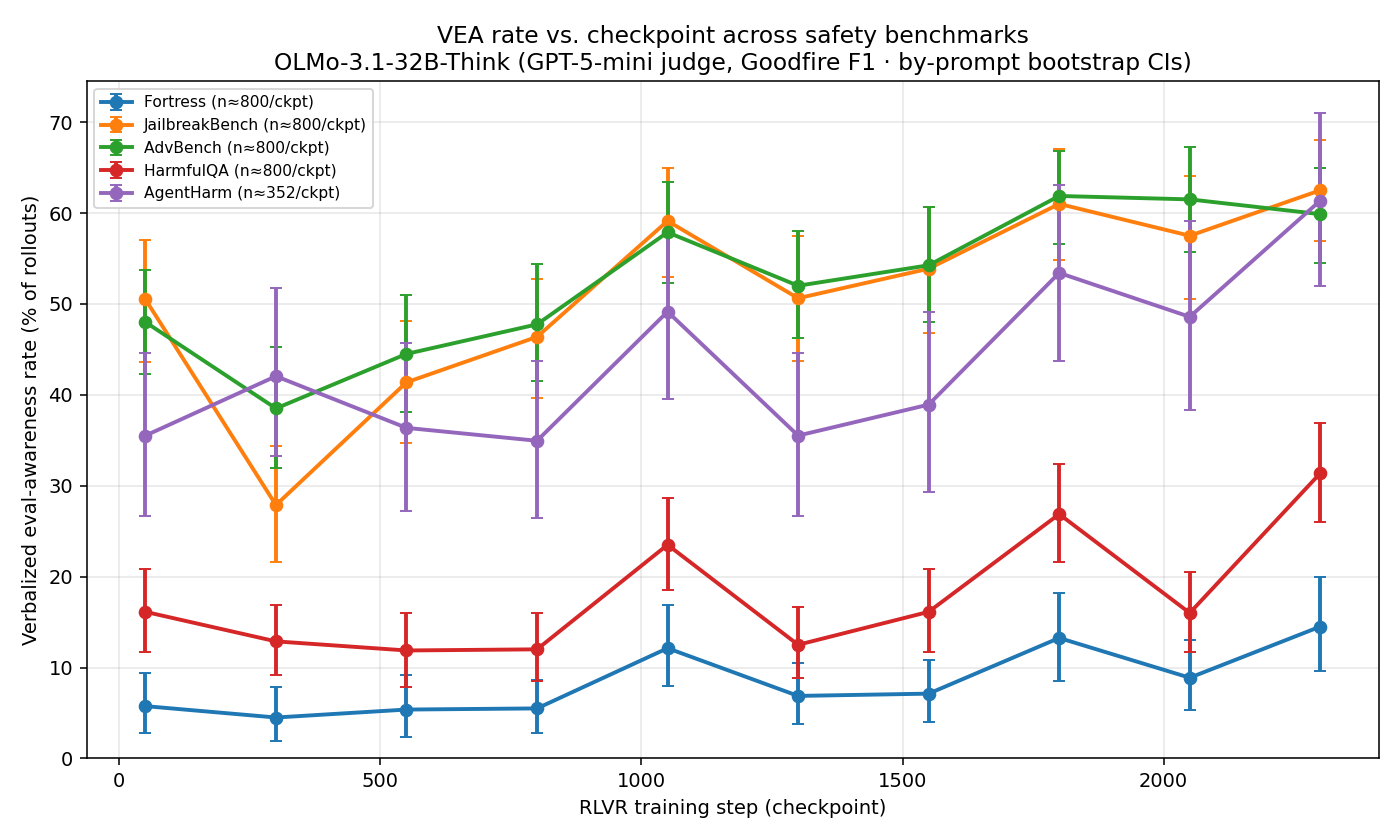 VEA rate vs. checkpoint across safety benchmarks
OLMo-3.1-32B-Think (GPT-5-mini judge, Goodfire F1 · by-prompt bootstrap CIs)
Fortress (n≈800/ckpt)
JailbreakBench (n≈800/ckpt)
AdvBench (n≈800/ckpt)
HarmfulQA (n≈800/ckpt)
AgentHarm (n≈352/ckpt)
Verbalized eval-awareness rate (% of rollouts)
70
60
50
40
30
20
10
0
0
500
1000
1500
2000
RLVR training step (checkpoint)